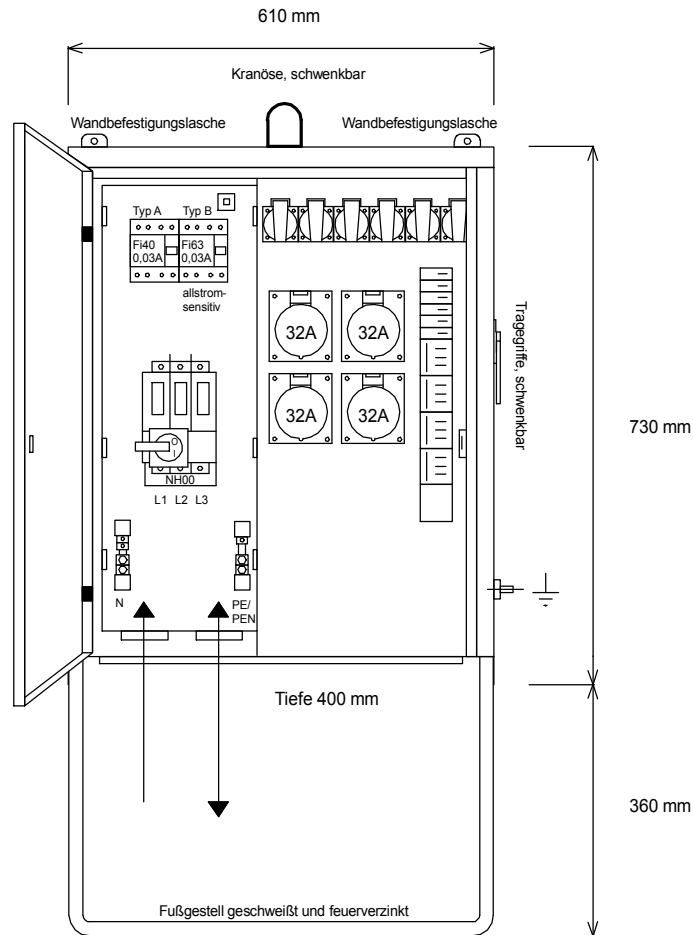 610 mm
Kranöse, schwenkbar
Wandbefestigungslasche
Wandbefestigungslasche
Typ A
Typ B
Fi40
0,03A
Fi63
0,03A
allstrom-
sensitiv
32A
32A
32A
32A
Tragegriffe, schwenkbar
730 mm
O
I
NH00
L1 L2 L3
N
PE/
PEN
Tiefe 400 mm
360 mm
Fußgestell geschweißt und feuerverzinkt